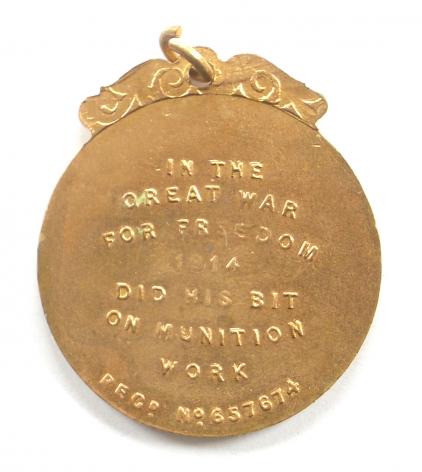 IN THE
GREAT WAR
FOR FREEDOM
1914
DID HIS BIT
ON MUNITION
WORK
REGD No 657674